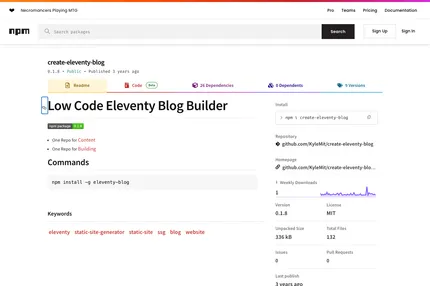 Necromancers Playing MTG
Pro Teams Pricing Documentation
npm
Search packages
Search
Sign Up
Sign In
create-eleventy-blog
0.1.8 • Public • Published 3 years ago
Readme
Code Beta
20 Dependencies
0 Dependents
9 Versions
Low Code Eleventy Blog Builder
npm package 0.1.8
One Repo for Content
One Repo for Building
Commands
npm install -g eleventy-blog
Keywords
eleventy static-site-generator static-site ssg blog website
Install
npm i create-eleventy-blog
Repository
github.com/KyleMit/create-eleventy-blog
Homepage
github.com/KyleMit/create-eleventy-blo...
Weekly Downloads
1
Version
0.1.8
License
MIT
Unpacked Size
336 kB
Total Files
132
Issues
0
Pull Requests
0
Last publish
3 years ago